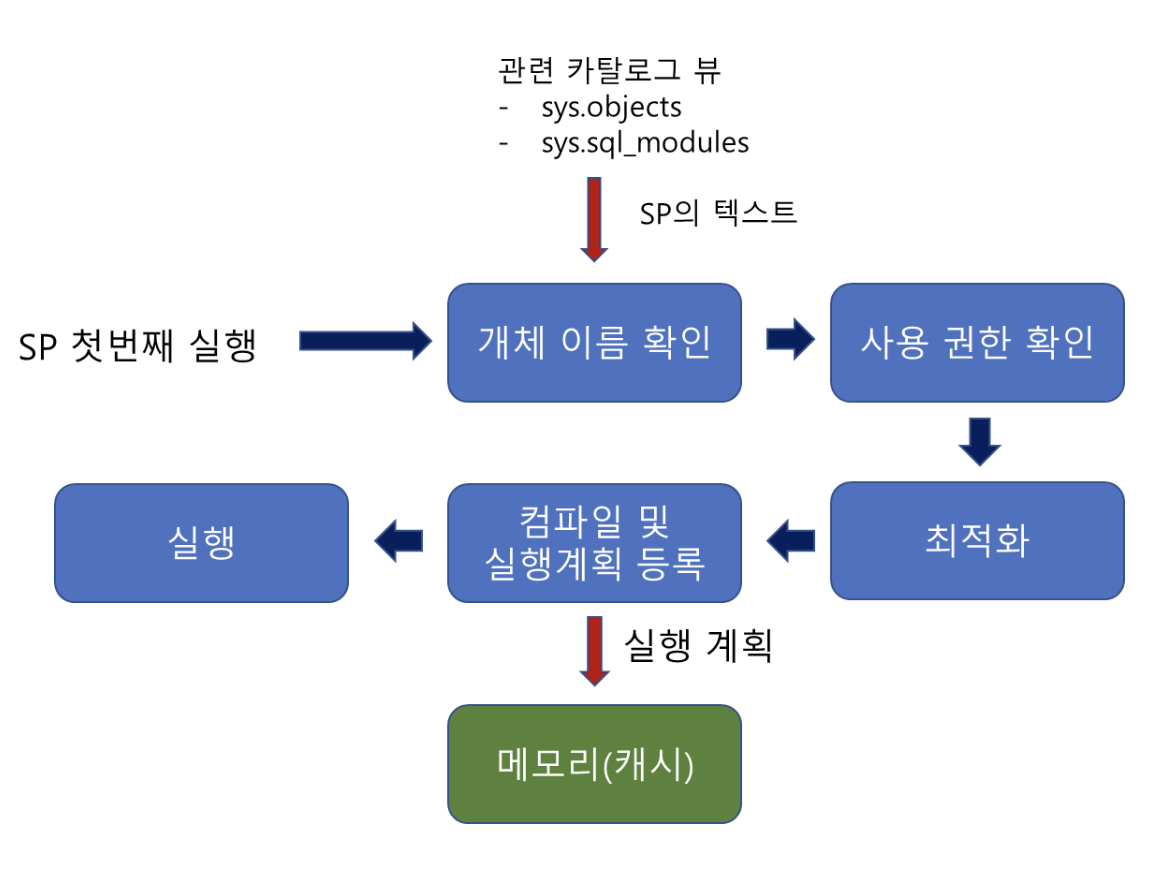 관련 카탈로그 뷰
- sys.objects
- sys.sql_modules
SP의 텍스트
SP 첫번째 실행
개체 이름 확인
사용 권한 확인
실행
컴파일 및
실행계획 등록
최적화
실행 계획
메모리(캐시)